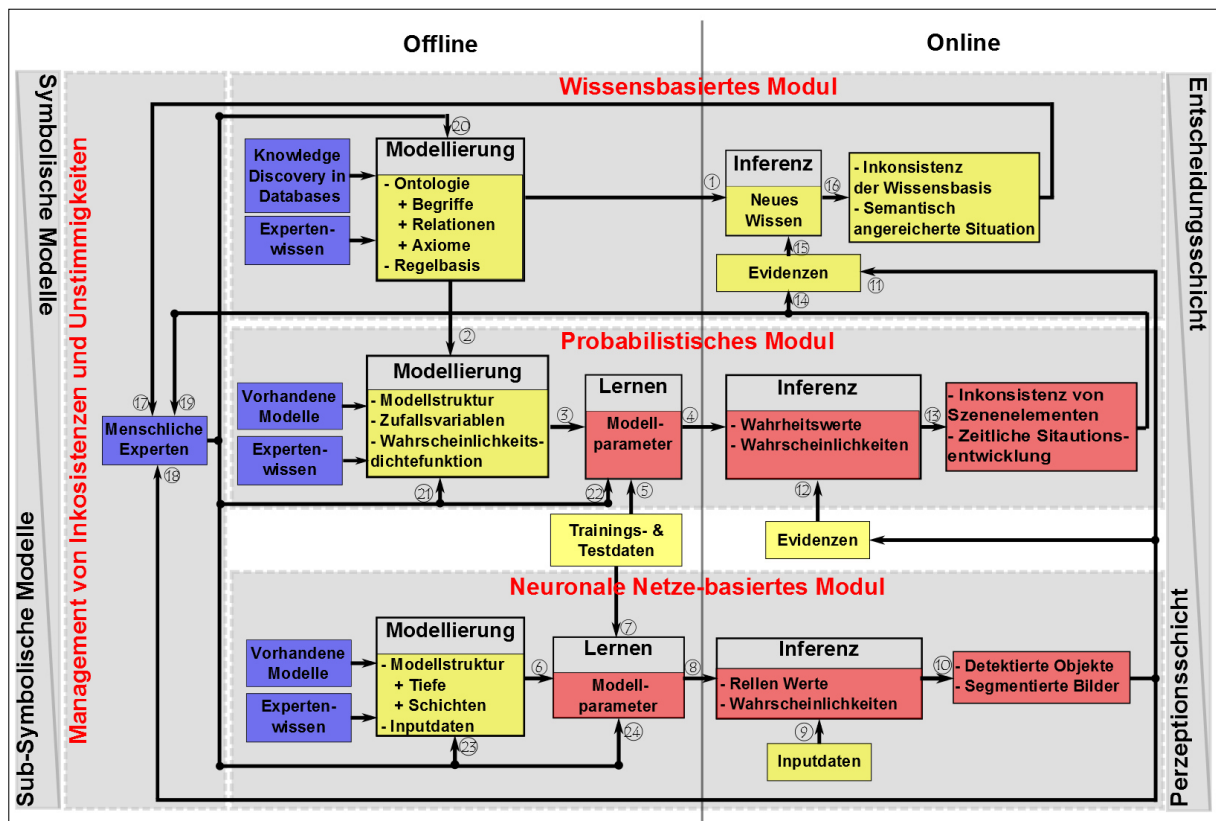 Offline
Online
Symbolische Modelle
Sub-Symbolische Modelle
Management von Inkosistenzen und Unstimmigkeiten
Entscheidungsschicht
Perzeptionsschicht
Wissensbasiertes Modul
Knowledge
Discovery in
Databases
Experten-
wissen
⑳
Modellierung
- Ontologie
+ Begriffe
+ Relationen
+ Axiome
- Regelbasis
①
Inferenz
Neues
Wissen
⑯
- Inkonsistenz
der Wissensbasis
- Semantisch
angereicherte Situation
⑮
Evidenzen
⑪
⑭
②
Probabilistisches Modul
⑰
⑲
Menschliche
Experten
⑱
Vorhandene
Modelle
Experten-
wissen
Modellierung
- Modellstruktur
- Zufallsvariablen
- Wahrscheinlichkeits-
dichtefunktion
③
Lernen
Modell-
parameter
④
Inferenz
- Wahrheitswerte
- Wahrscheinlichkeiten
⑬
- Inkonsistenz von
Szenenelementen
- Zeitliche Sitautions-
entwicklung
㉑
㉒
⑤
⑫
Trainings- &
Testdaten
Evidenzen
Neuronale Netze-basiertes Modul
⑦
Vorhandene
Modelle
Experten-
wissen
Modellierung
- Modellstruktur
+ Tiefe
+ Schichten
- Inputdaten
⑥
Lernen
Modell-
parameter
⑧
Inferenz
- Rellen Werte
- Wahrscheinlichkeiten
⑩
- Detektierte Objekte
- Segmentierte Bilder
㉓
㉔
⑨
Inputdaten